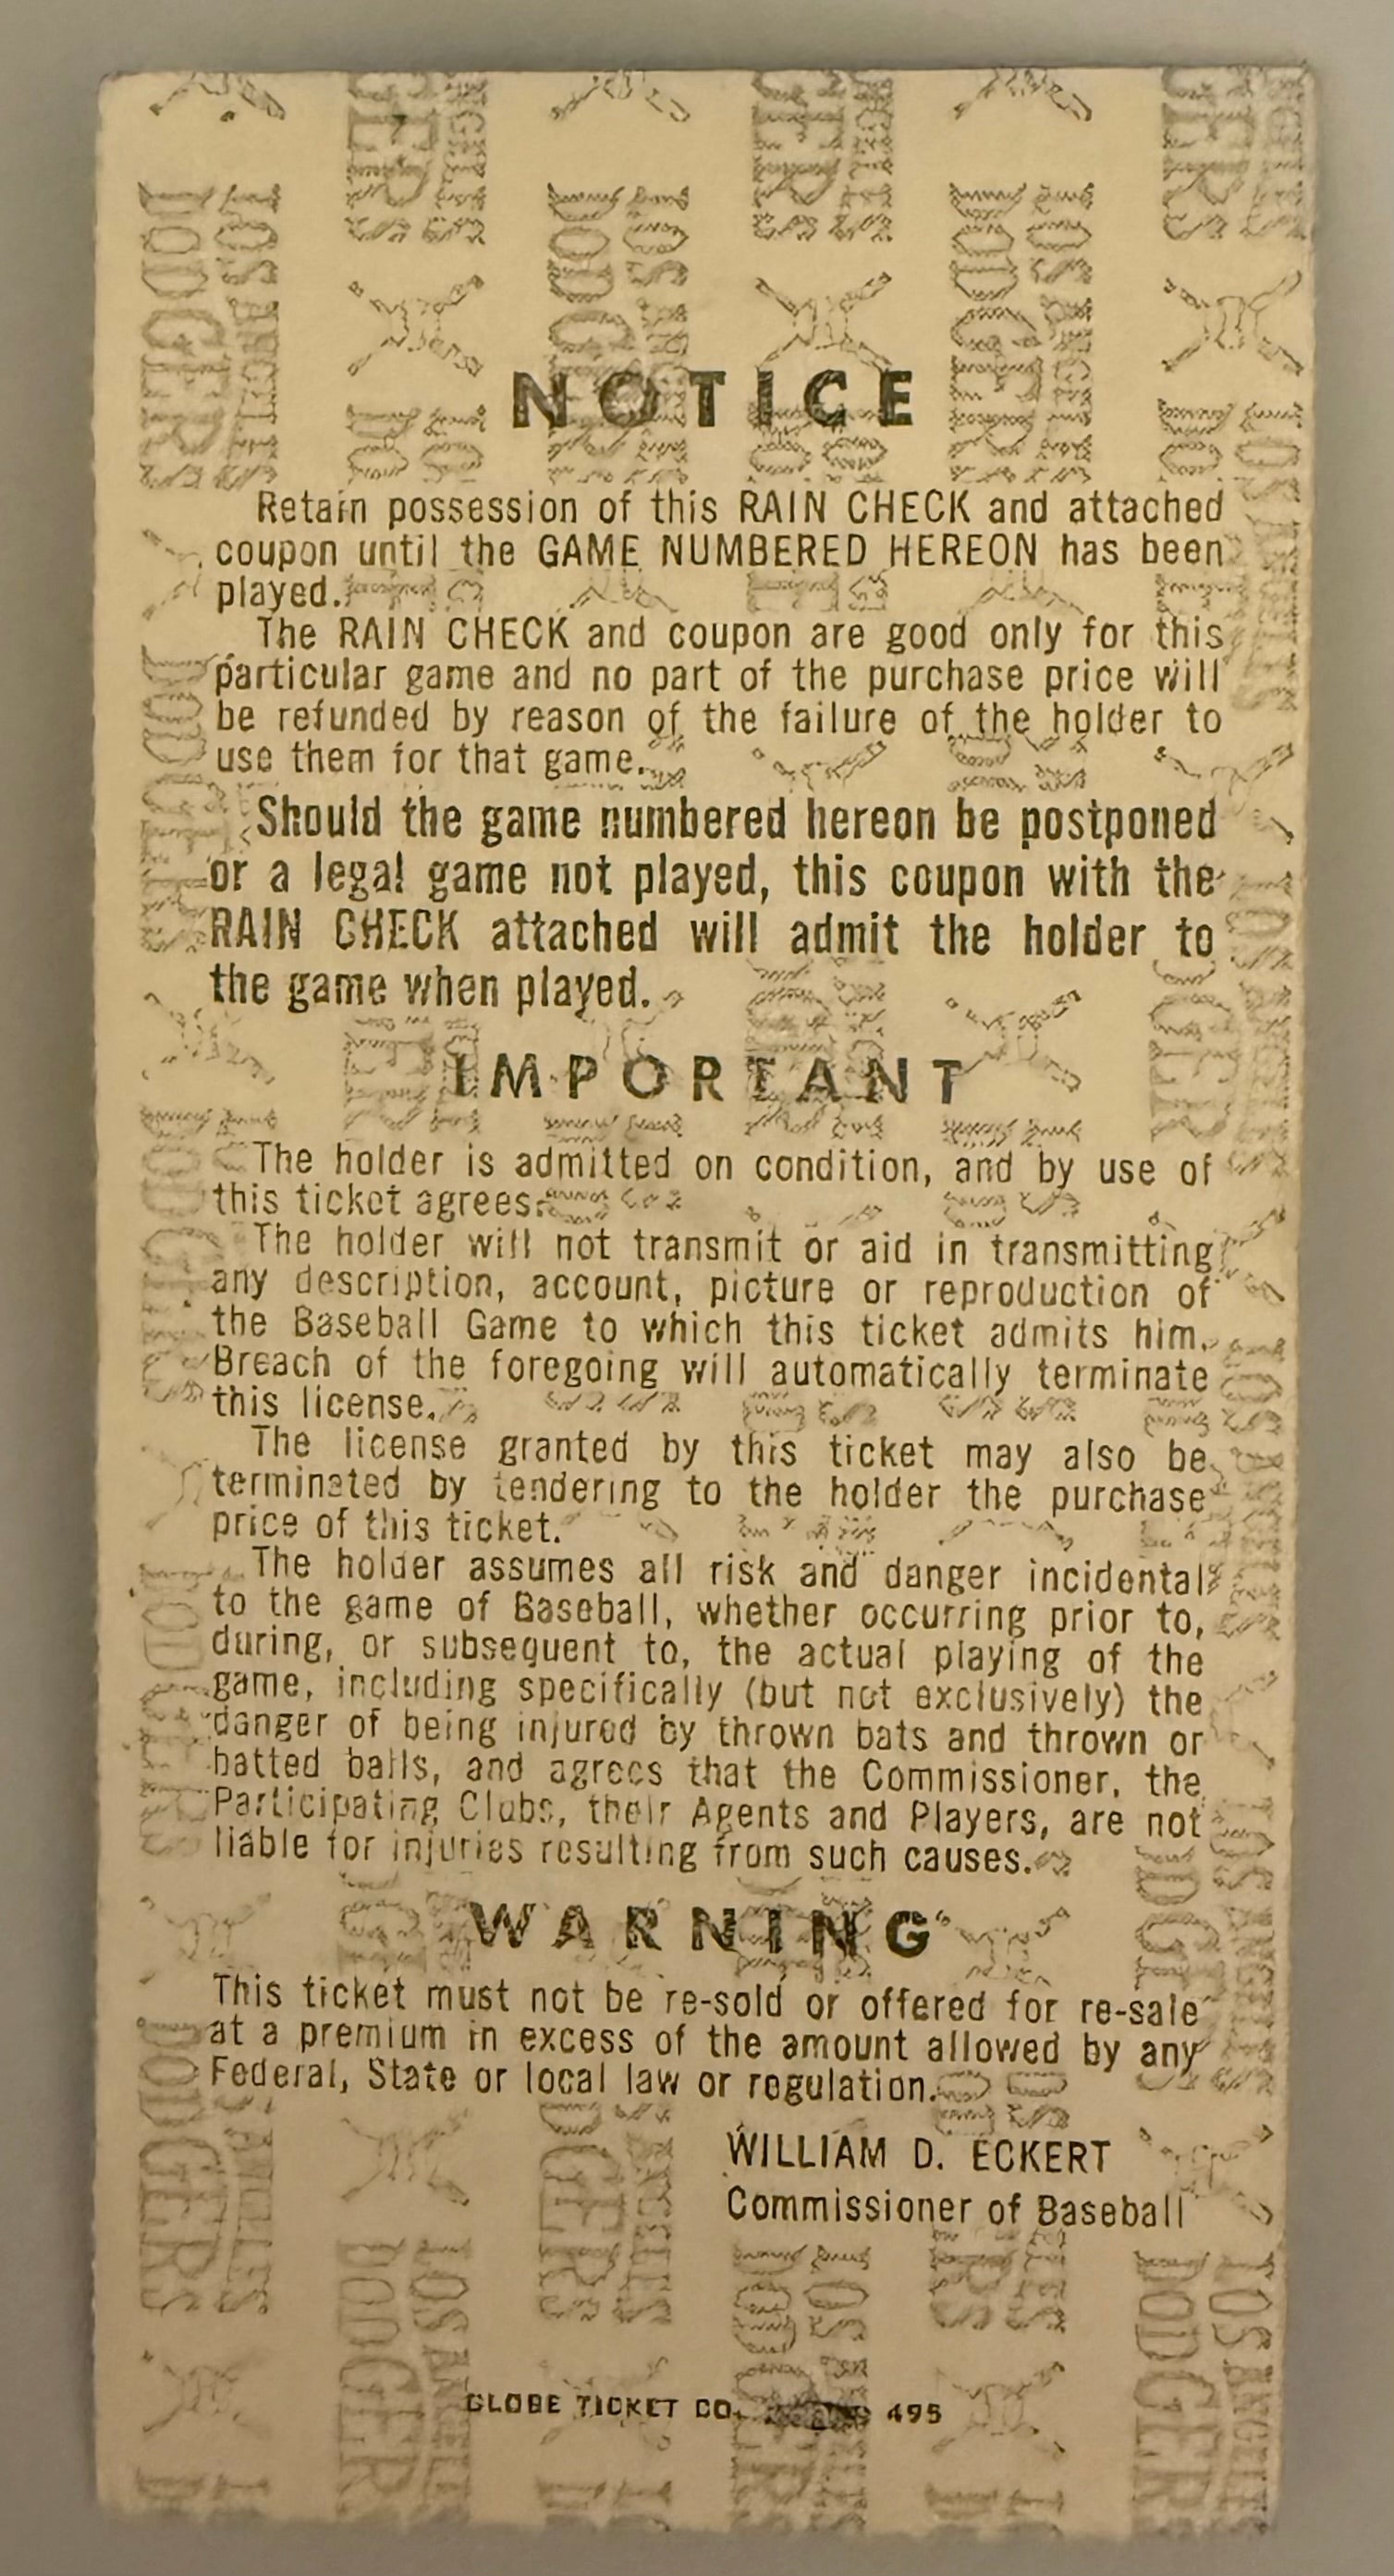 NOTICE
Retain possession of this RAIN CHECK and attached
coupon until the GAME NUMBERED HEREON has been
played.
The RAIN CHECK and coupon are good only for this
particular game and no part of the purchase price will
be refunded by reason of the failure of the holder to
use them for that game.
Should the game numbered hereon be postponed
or a legal game not played, this coupon with the
RAIN CHECK attached will admit the holder to
the game when played.
IMPORTANT
The holder is admitted on condition, and by use of
this ticket agrees:
The holder will not transmit or aid in transmitting
any description, account, picture or reproduction of
the Baseball Game to which this ticket admits him.
Breach of the foregoing will automatically terminate
this license.
The license granted by this ticket may also be
terminated by tendering to the holder the purchase
price of this ticket.
The holder assumes all risk and danger incidental
to the game of Baseball, whether occurring prior to,
during, or subsequent to, the actual playing of the
game, including specifically (but not exclusively) the
danger of being injured by thrown bats and thrown or
batted balls, and agrees that the Commissioner, the
Participating Clubs, their Agents and Players, are not
liable for injuries resulting from such causes.
WARNING
This ticket must not be re-sold or offered for re-sale
at a premium in excess of the amount allowed by any
Federal, State or local law or regulation.
WILLIAM D. ECKERT
Commissioner of Baseball
GLOBE TICKET CO. 495
LOS ANGELES
DODGERS